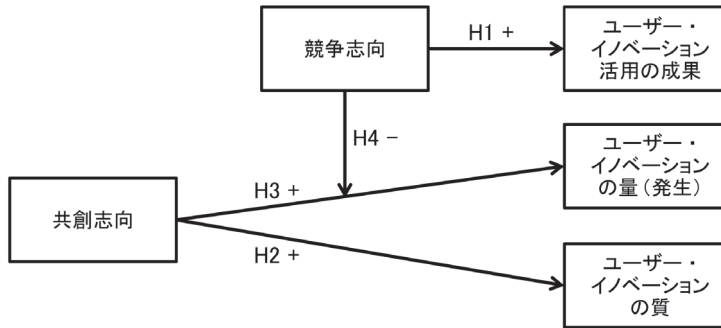 競争志向
H1 +
ユーザー・
イノベーション
活用の成果
H4 −
ユーザー・
イノベーション
の量(発生)
H3 +
共創志向
H2 +
ユーザー・
イノベーション
の質